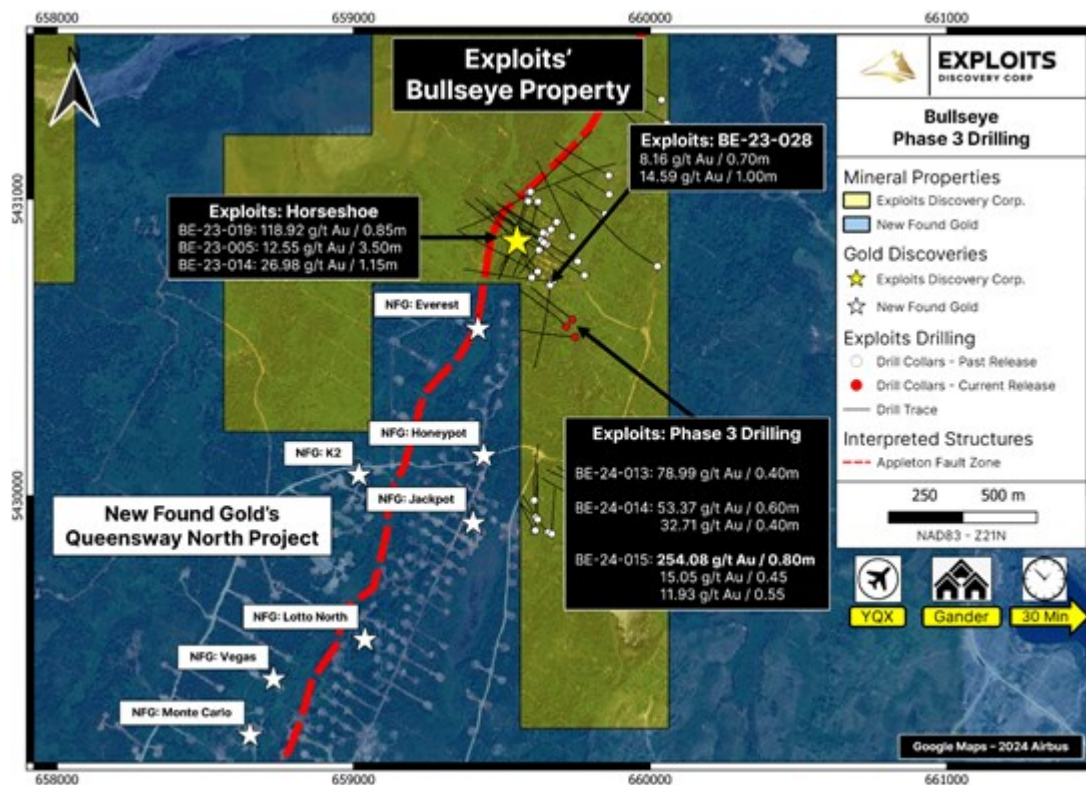 658000
659000
660000
661000
N
5431000
5430000
Exploits'
Bullseye Property
Exploits: BE-23-028
8.16 g/t Au / 0.70m
14.59 g/t Au / 1.00m
Exploits: Horseshoe
BE-23-019: 118.92 g/t Au / 0.85m
BE-23-005: 12.55 g/t Au / 3.50m
BE-23-014: 26.98 g/t Au / 1.15m
NFG: Everest
NFG: Honeypot
NFG: K2
NFG: Jackpot
New Found Gold's
Queensway North Project
Exploits: Phase 3 Drilling
BE-24-013: 78.99 g/t Au / 0.40m
BE-24-014: 53.37 g/t Au / 0.60m
32.71 g/t Au / 0.40m
BE-24-015: 254.08 g/t Au / 0.80m
15.05 g/t Au / 0.45
11.93 g/t Au / 0.55
NFG: Lotto North
NFG: Vegas
NFG: Monte Carlo
EXPLOITS
DISCOVERY CORP
Bullseye
Phase 3 Drilling
Mineral Properties
Exploits Discovery Corp.
New Found Gold
Gold Discoveries
Exploits Discovery Corp.
New Found Gold
Exploits Drilling
Drill Collars - Past Release
Drill Collars - Current Release
Drill Trace
Interpreted Structures
Appleton Fault Zone
250 500 m
NAD83 - Z21N
YQX
Gander
30 Min
Google Maps - 2024 Airbus
658000
659000
660000
661000